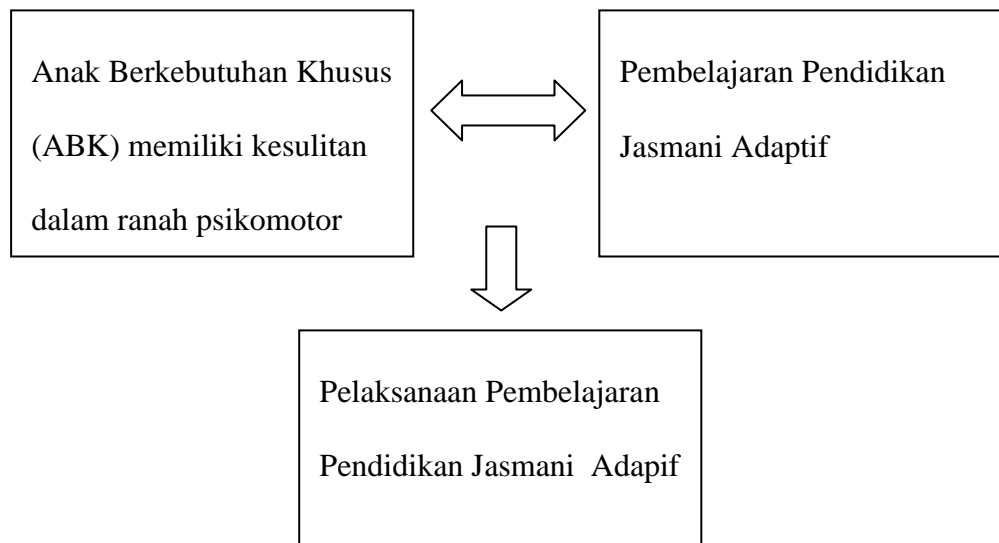 Anak Berkebutuhan Khusus
(ABK) memiliki kesulitan
dalam ranah psikomotor
Pembelajaran Pendidikan
Jasmani Adaptif
Pelaksanaan Pembelajaran
Pendidikan Jasmani Adapif